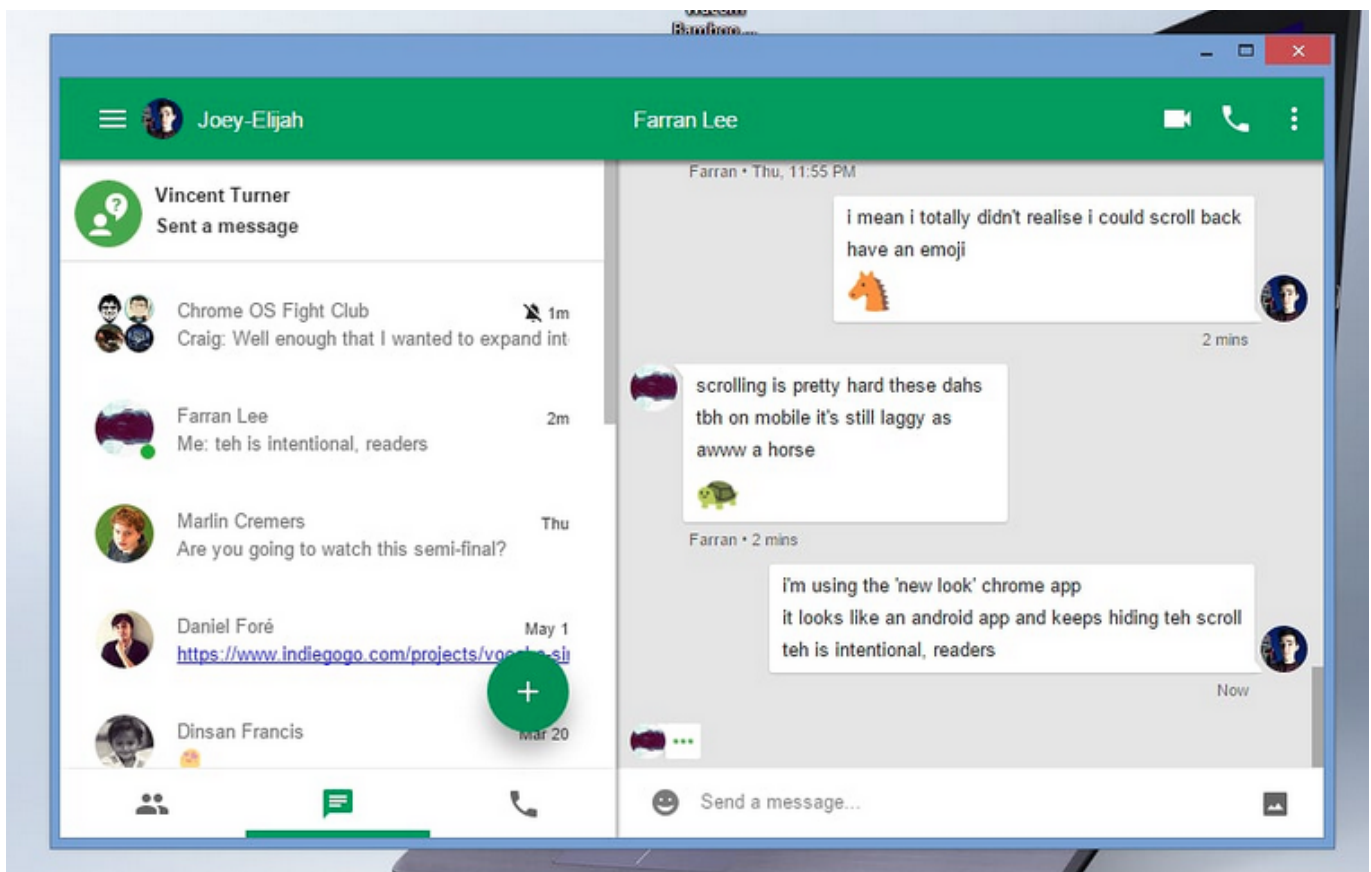 Wacom
Bamboo ...
Joey-Elijah
Farran Lee
Vincent Turner
Sent a message
Chrome OS Fight Club
1m
Craig: Well enough that I wanted to expand int
Farran Lee
2m
Me: teh is intentional, readers
Marlin Cremers
Thu
Are you going to watch this semi-final?
Daniel Foré
May 1
https://www.indiegogo.com/projects/
Dinsan Francis
Mar 20
Farran • Thu, 11:55 PM
i mean i totally didn't realise i could scroll back
have an emoji
2 mins
scrolling is pretty hard these dahs
tbh on mobile it's still laggy as
awww a horse
Farran • 2 mins
i'm using the 'new look' chrome app
it looks like an android app and keeps hiding teh scroll
teh is intentional, readers
Now
Send a message...